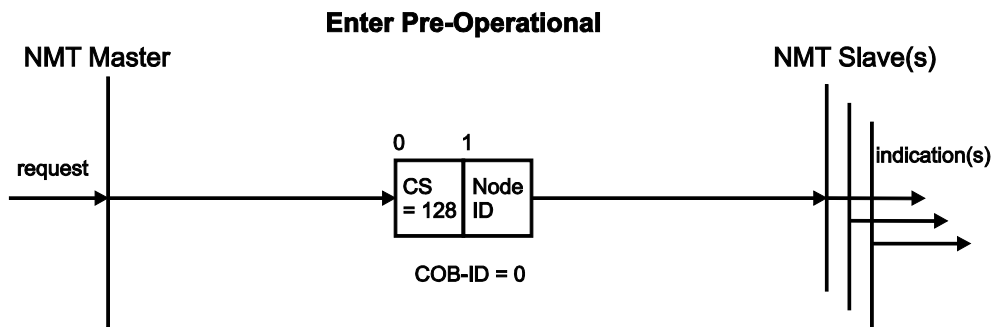 Enter Pre-Operational
NMT Master
NMT Slave(s)
0 1
request
indication(s)
CS
= 128
Node
ID
COB-ID = 0